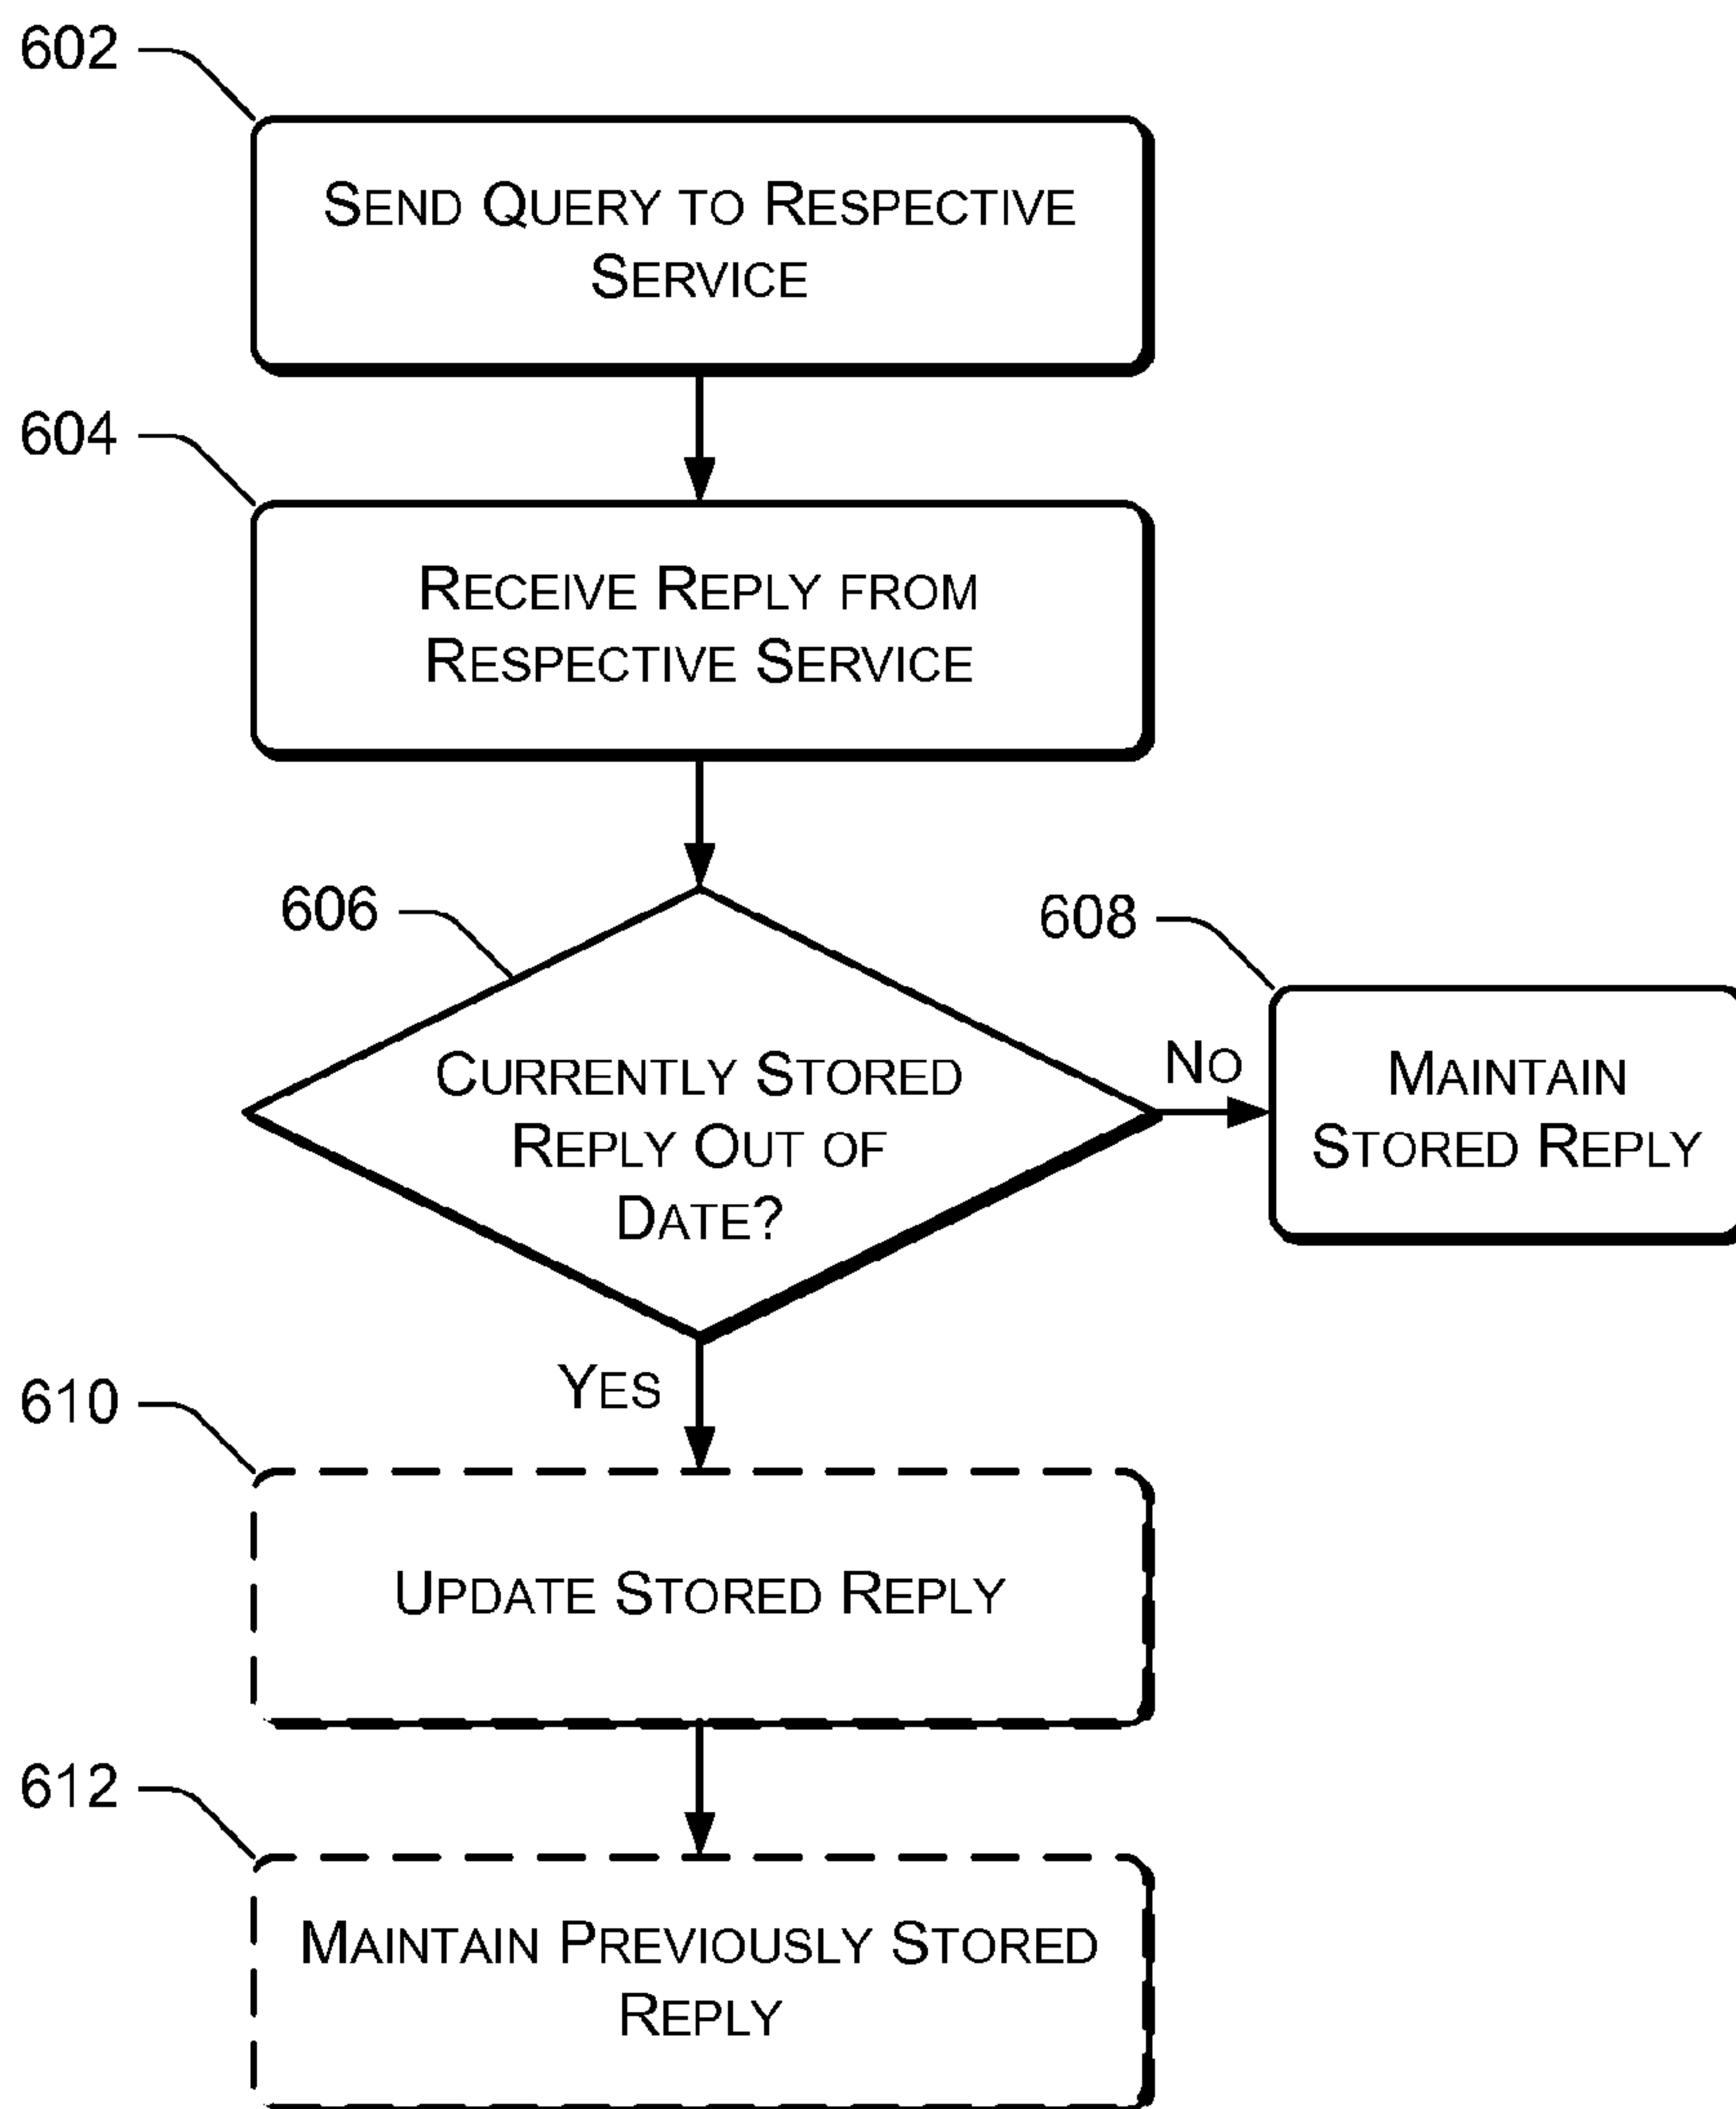 602
SEND QUERY TO RESPECTIVE
SERVICE
604
RECEIVE REPLY FROM
RESPECTIVE SERVICE
606
CURRENTLY STORED
REPLY OUT OF
DATE?
NO
608
MAINTAIN
STORED REPLY
YES
610
UPDATE STORED REPLY
612
MAINTAIN PREVIOUSLY STORED
REPLY